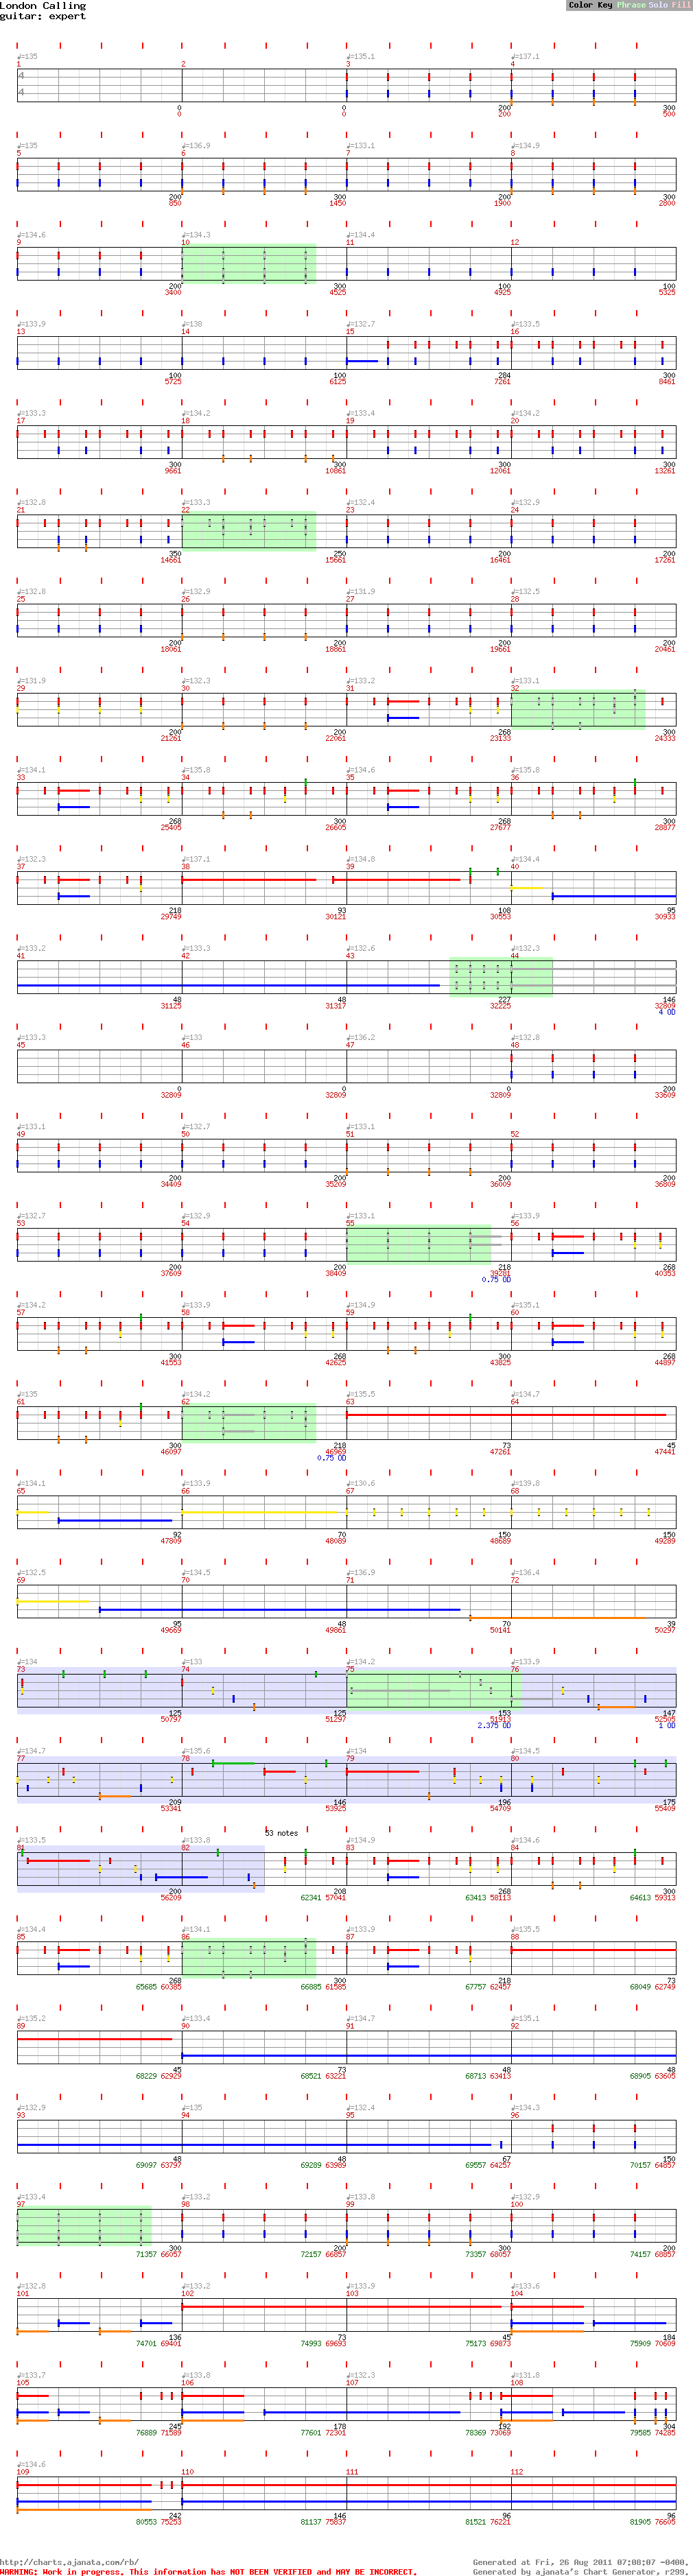 London Calling
guitar: expert
Color Key Phrase Solo Fill
♩=135 ♩=135.1 ♩=137.1
1 2 3 4
4
4
0 0 200 300
0 0 200 500
♩=135 ♩=136.9 ♩=133.1 ♩=134.9
5 6 7 8
200 300 200 300
850 1450 1900 2800
♩=134.6 ♩=134.3 ♩=134.4
9 10 11 12
200 300 100 100
3400 4525 4925 5325
♩=133.9 ♩=138 ♩=132.7 ♩=133.5
13 14 15 16
100 100 284 300
5725 6125 7261 8461
♩=133.3 ♩=134.2 ♩=133.4 ♩=134.2
17 18 19 20
300 300 300 300
9661 10861 12061 13261
♩=132.8 ♩=133.3 ♩=132.4 ♩=132.9
21 22 23 24
350 250 200 200
14661 15661 16461 17261
♩=132.8 ♩=132.9 ♩=131.9 ♩=132.5
25 26 27 28
200 200 200 200
18061 18861 19661 20461
♩=131.9 ♩=132.3 ♩=133.2 ♩=133.1
29 30 31 32
200 200 268 300
21261 22061 23133 24333
♩=134.1 ♩=135.8 ♩=134.6 ♩=135.8
33 34 35 36
268 300 268 300
25405 26605 27677 28877
♩=132.3 ♩=137.1 ♩=134.8 ♩=134.4
37 38 39 40
218 93 108 95
29749 30121 30553 30933
♩=133.2 ♩=133.3 ♩=132.6 ♩=132.3
41 42 43 44
48 48 227 146
31125 31317 32225 32809
4 OD
♩=133.3 ♩=133 ♩=136.2 ♩=132.8
45 46 47 48
0 0 0 200
32809 32809 32809 33609
♩=133.1 ♩=132.7 ♩=133.1
49 50 51 52
200 200 200 200
34409 35209 36009 36809
♩=132.7 ♩=132.9 ♩=133.1 ♩=133.9
53 54 55 56
200 200 218 268
37609 38409 39281 40353
0.75 OD
♩=134.2 ♩=133.9 ♩=134.9 ♩=135.1
57 58 59 60
300 268 300 268
41553 42625 43825 44897
♩=135 ♩=134.2 ♩=135.5 ♩=134.7
61 62 63 64
300 218 73 45
46097 46969 47261 47441
0.75 OD
♩=134.1 ♩=133.9 ♩=130.6 ♩=139.8
65 66 67 68
92 70 150 150
47809 48089 48689 49289
♩=132.5 ♩=134.5 ♩=136.9 ♩=136.4
69 70 71 72
95 48 70 39
49669 49861 50141 50297
♩=134 ♩=133 ♩=134.2 ♩=133.9
73 74 75 76
125 125 153 147
50797 51297 51913 52505
2.375 OD 1 OD
♩=134.7 ♩=135.6 ♩=134 ♩=134.5
77 78 79 80
209 146 196 175
53341 53925 54709 55409
♩=133.5 ♩=133.8 53 notes ♩=134.9 ♩=134.6
81 82 83 84
200 208 268 300
56209 62341 57041 63413 58113 64613 59313
♩=134.4 ♩=134.1 ♩=133.9 ♩=135.5
85 86 87 88
268 300 218 73
65685 60385 66885 61585 67757 62457 68049 62749
♩=135.2 ♩=133.4 ♩=134.7 ♩=135.1
89 90 91 92
45 73 48 48
68229 62929 68521 63221 68713 63413 68905 63605
♩=132.9 ♩=135 ♩=132.4 ♩=134.3
93 94 95 96
48 48 67 150
69097 63797 69289 63989 69557 64257 70157 64857
♩=133.4 ♩=133.2 ♩=133.8 ♩=132.9
97 98 99 100
300 200 300 200
71357 66057 72157 66857 73357 68057 74157 68857
♩=132.8 ♩=133.2 ♩=133.9 ♩=133.6
101 102 103 104
136 73 45 184
74701 69401 74993 69693 75173 69873 75909 70609
♩=133.7 ♩=133.8 ♩=132.3 ♩=131.8
105 106 107 108
245 178 192 304
76889 71589 77601 72301 78369 73069 79585 74285
♩=134.6
109 110 111 112
242 146 96 96
80553 75253 81137 75837 81521 76221 81905 76605
http://charts.ajanata.com/rb/ Generated at Fri, 26 Aug 2011 07:08:07 -0400.
WARNING: Work in progress. This information has NOT BEEN VERIFIED and MAY BE INCORRECT. Generated by ajanata's Chart Generator, r299.